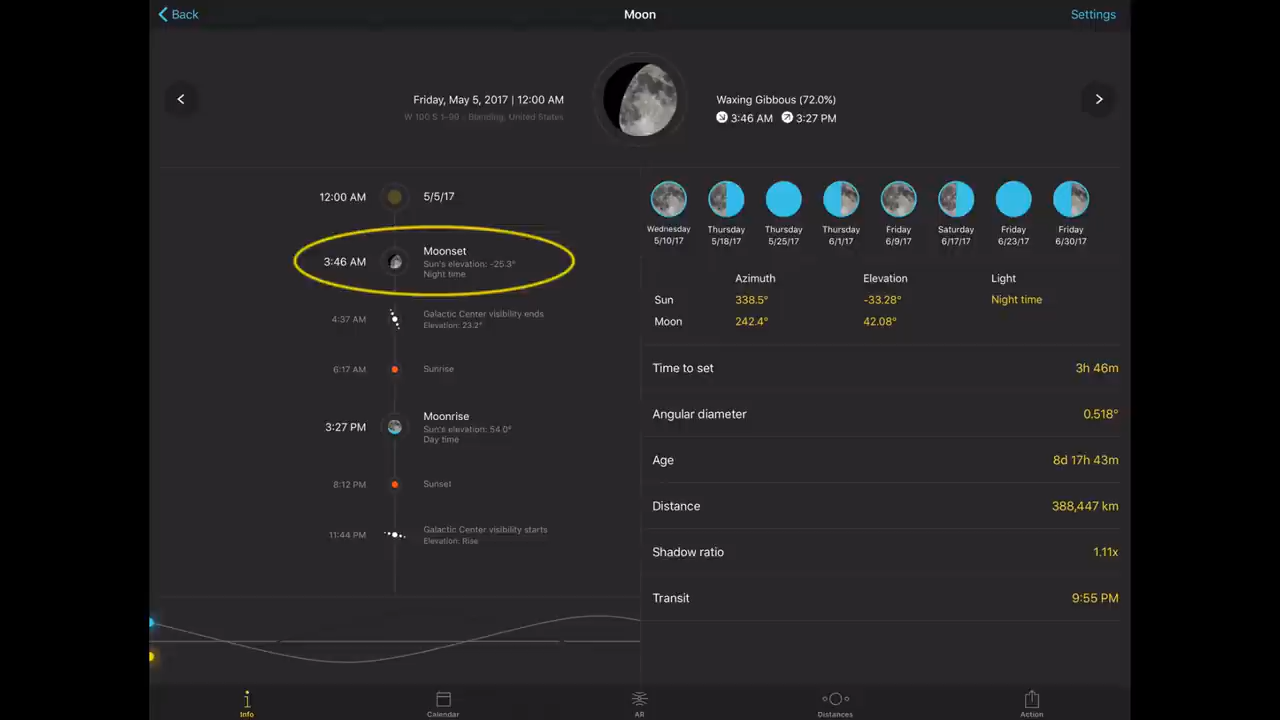 Back
Moon
Settings
Friday, May 5, 2017 | 12:00 AM
W 100 S 1-99 - Blanding, United States
Waxing Gibbous (72.0%)
3:46 AM 3:27 PM
12:00 AM 5/5/17
3:46 AM Moonset
Sun's elevation: -25.3°
Night time
4:37 AM Galactic Center visibility ends
Elevation: 23.2°
6:17 AM Sunrise
3:27 PM Moonrise
Sun's elevation: 54.0°
Day time
8:12 PM Sunset
11:44 PM Galactic Center visibility starts
Elevation: Rise
Wednesday Thursday Thursday Thursday Friday Saturday Friday Friday
5/10/17 5/18/17 5/25/17 6/1/17 6/9/17 6/17/17 6/23/17 6/30/17
Azimuth Elevation Light
Sun 338.5° -33.28° Night time
Moon 242.4° 42.08°
Time to set 3h 46m
Angular diameter 0.518°
Age 8d 17h 43m
Distance 388,447 km
Shadow ratio 1.11x
Transit 9:55 PM
Info Calendar AR Distances Action